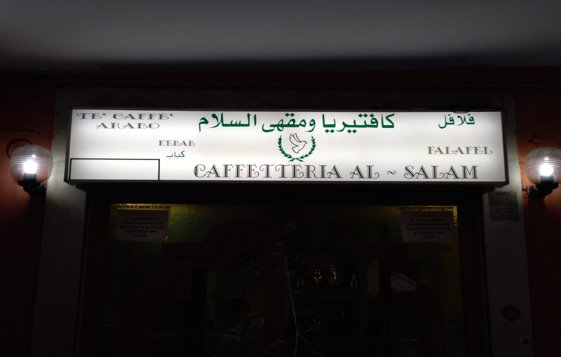 TE' CAFFE'
ARABO
كافتيريا ومقهى السلام
فلافل
KEBAB
كباب
FALAFEL
CAFFETTERIA AL ~ SALAM